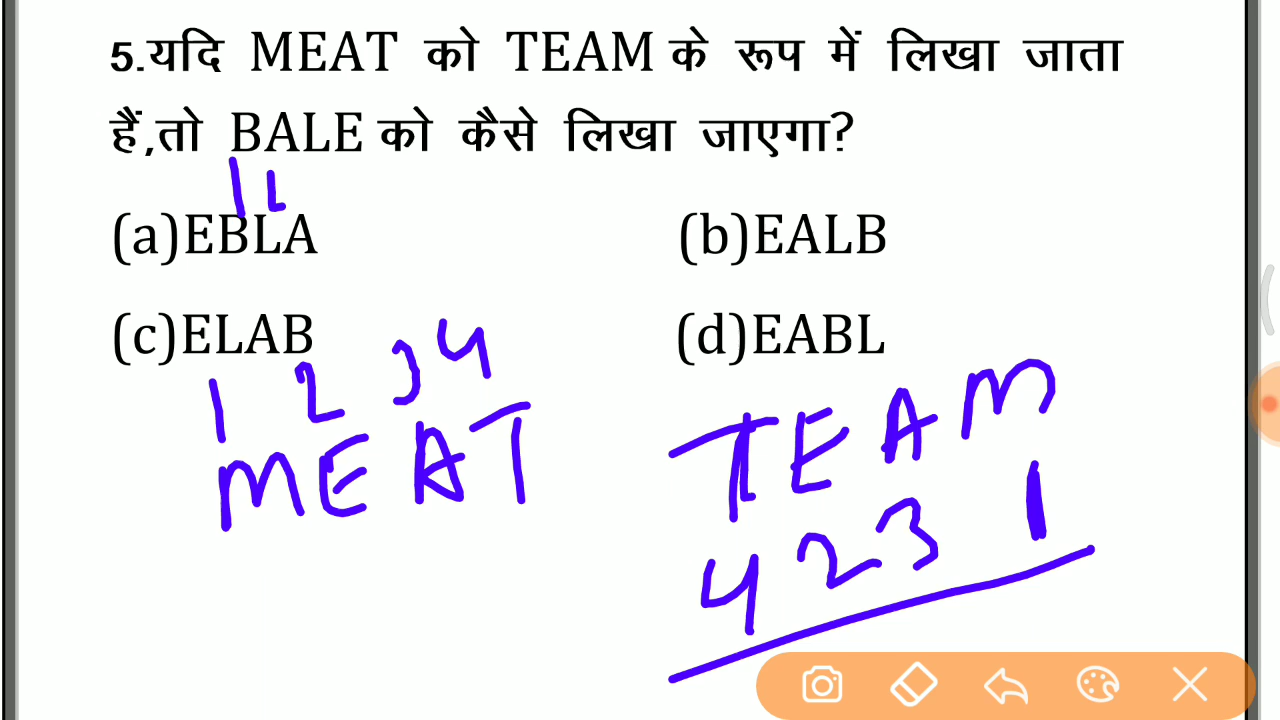 5.यदि MEAT को TEAM के रूप में लिखा जाता
हैं,तो BALE को कैसे लिखा जाएगा?
1
(a)EBLA (b)EALB
(c)ELAB (d)EABL
1 2 3 4
MEAT TEAM
4 2 3 1